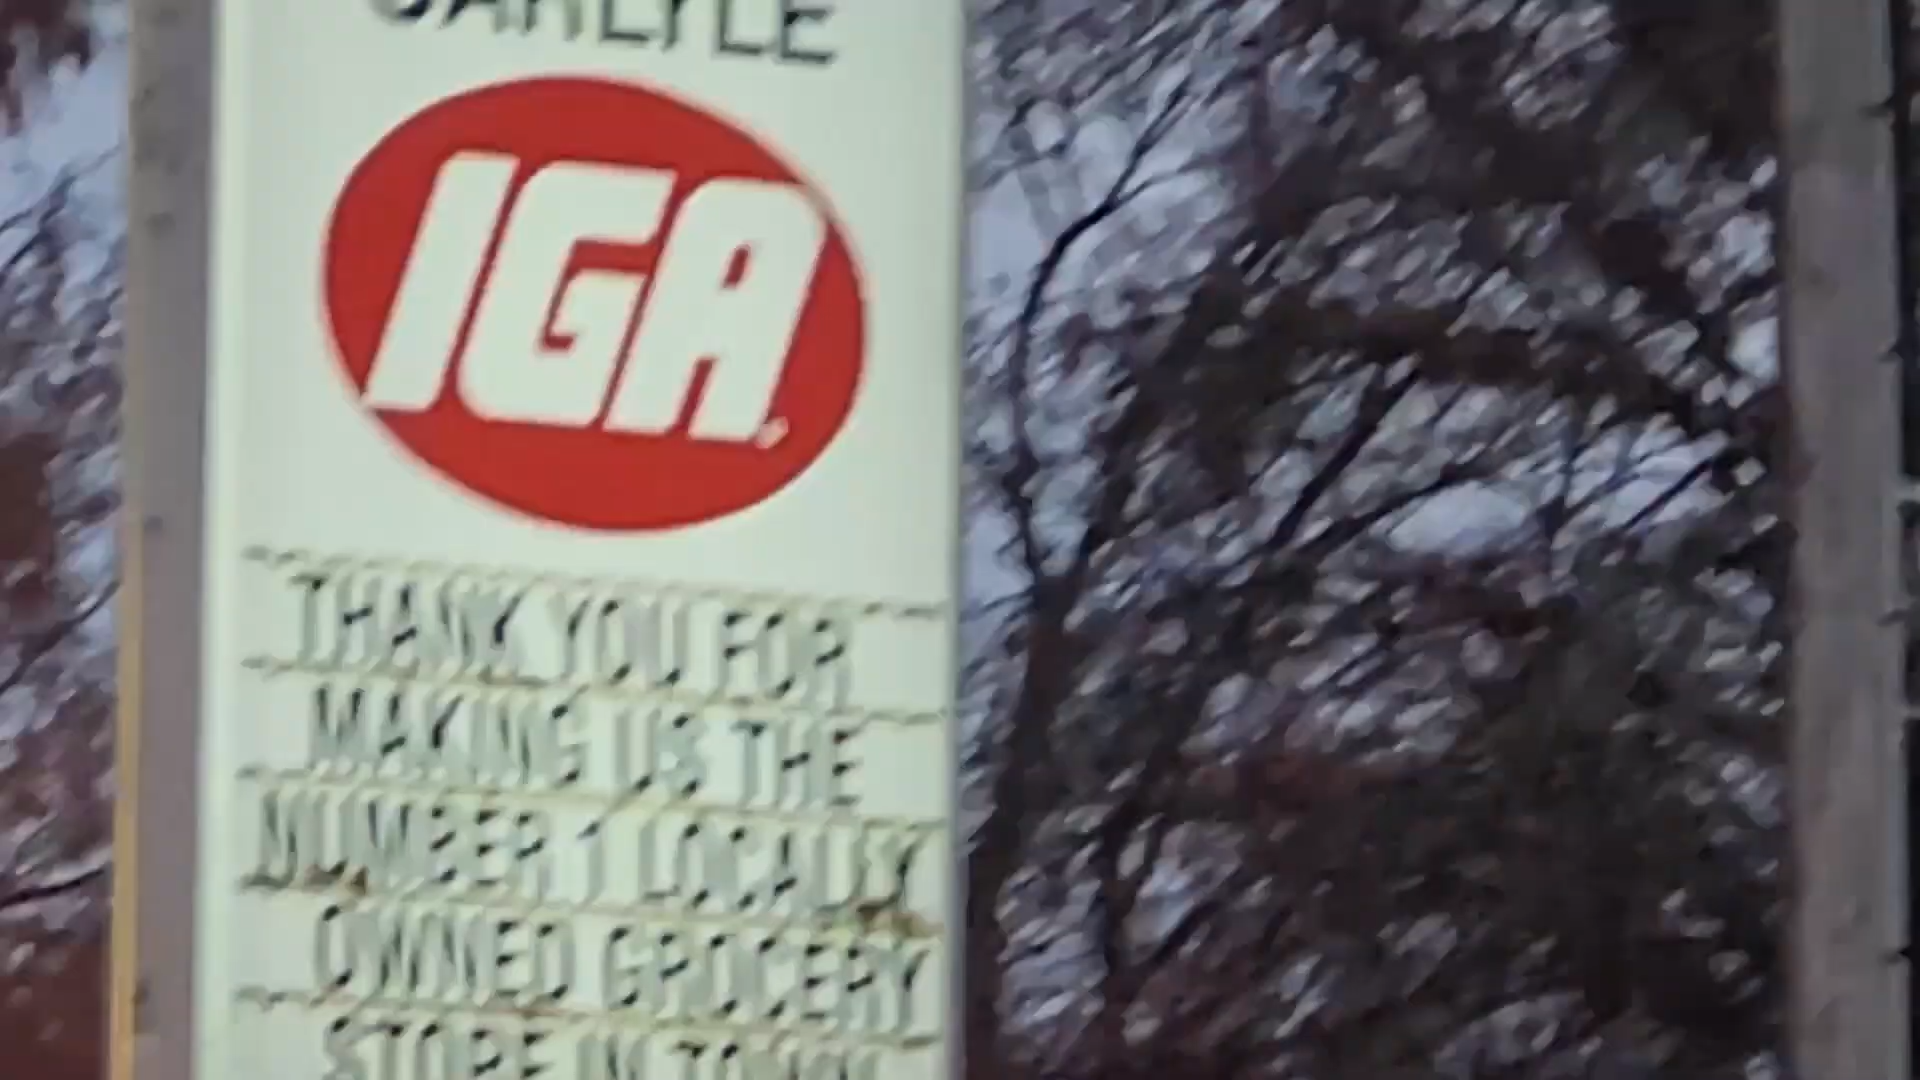 CARLYLE
IGA
THANK YOU FOR
MAKING US THE
NUMBER 1 LOCALLY
OWNED GROCERY
STORE IN TOWN